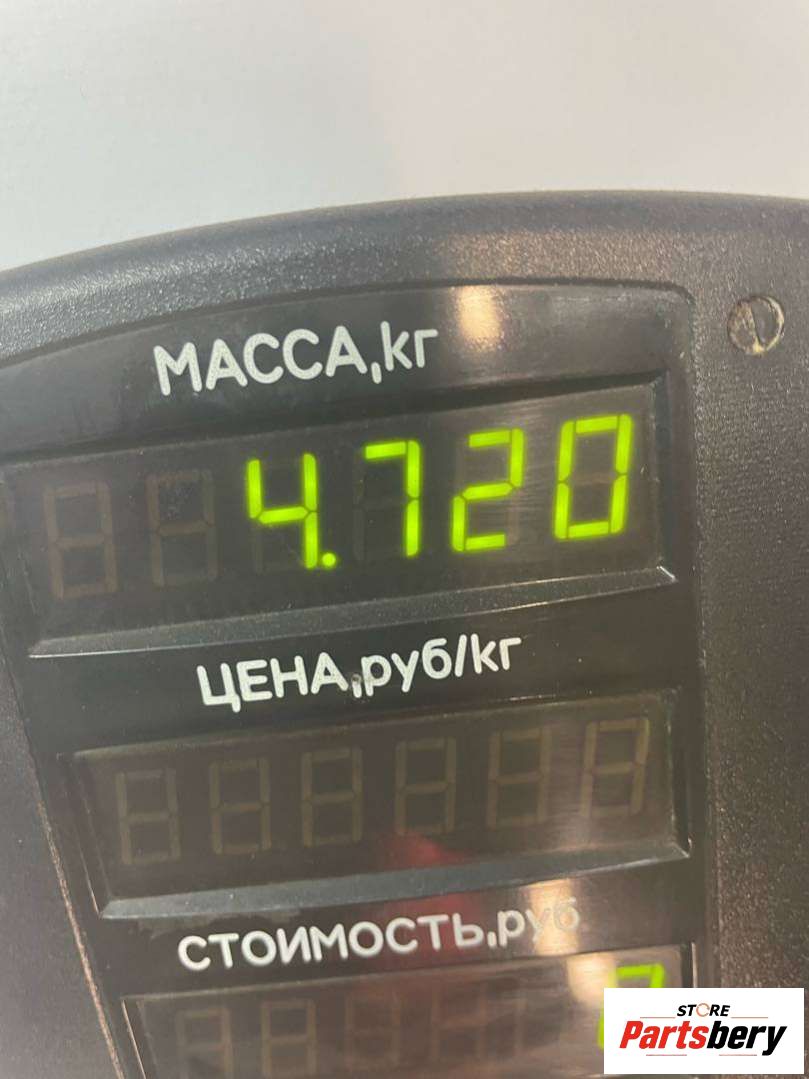 МАССА,кг
4.720
ЦЕНА,руб/кг
СТОИМОСТЬ,руб
STORE
Partsbery